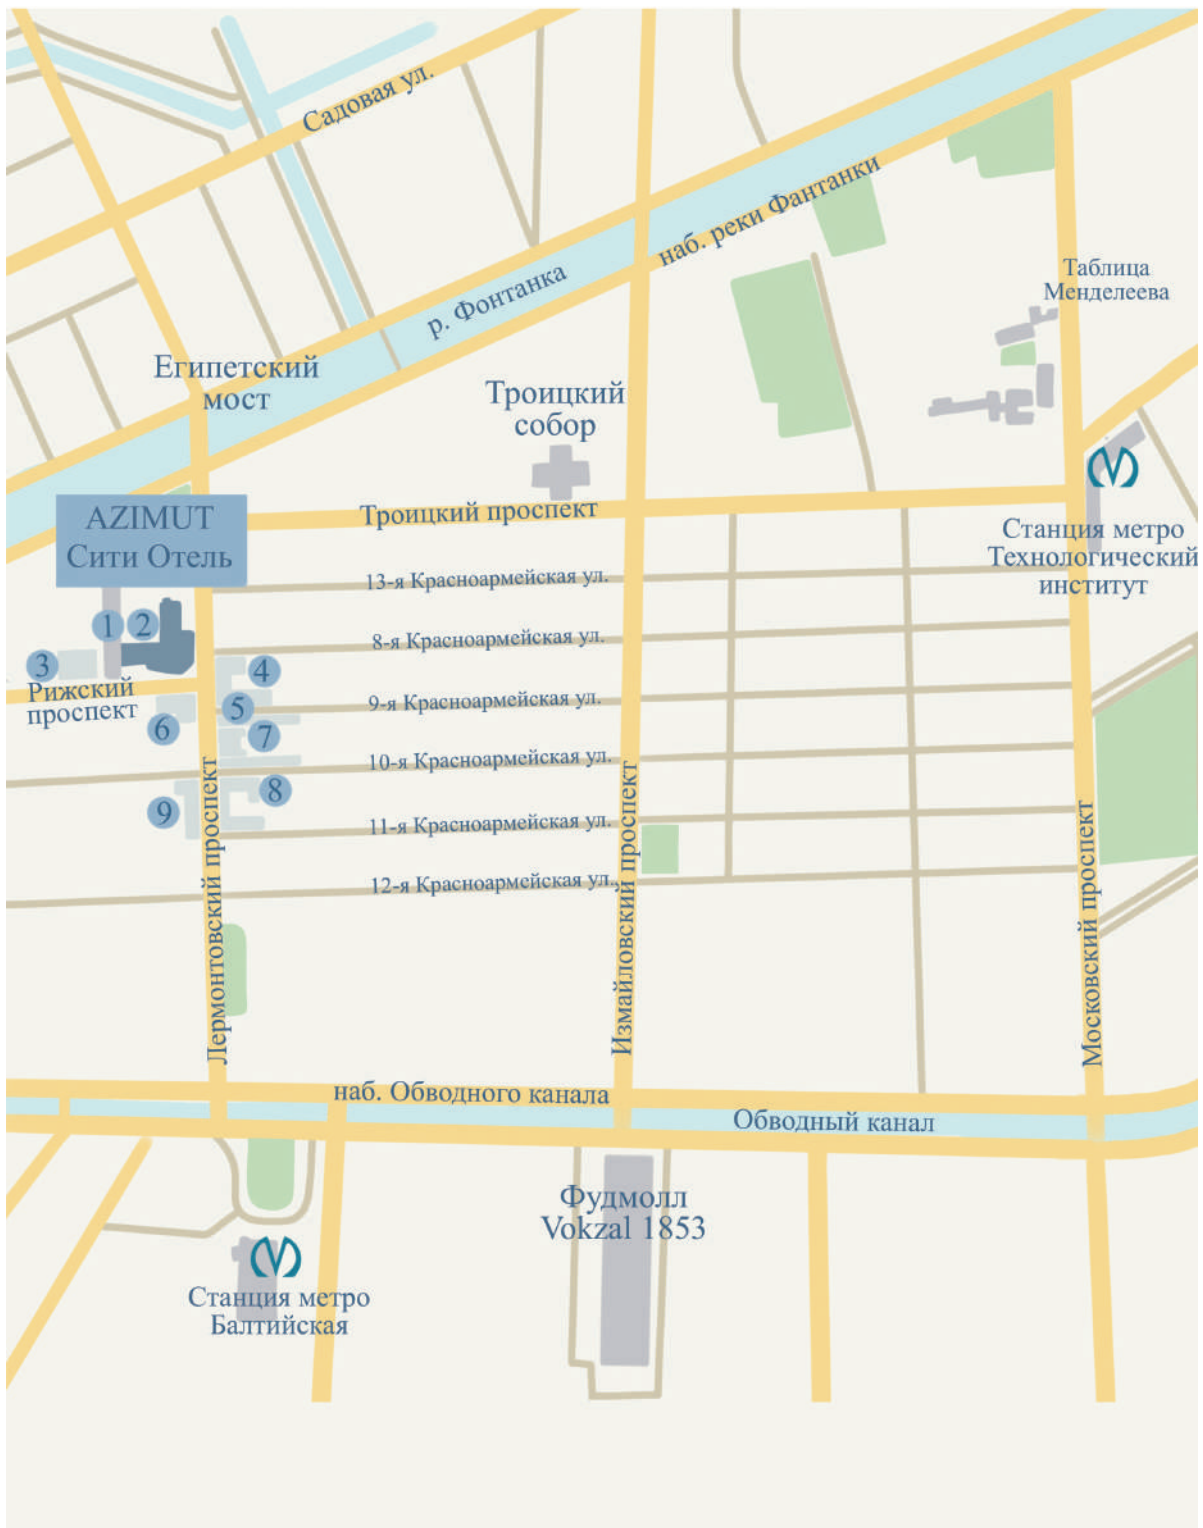 Садовая ул.
наб. реки Фантанки
Таблица
Менделеева
р. Фонтанка
Египетский
мост
Троицкий
собор
AZIMUT
Сити Отель
Троицкий проспект
Станция метро
Технологический
институт
13-я Красноармейская ул.
1
2
8-я Красноармейская ул.
3
4
Рижский
проспект
5
9-я Красноармейская ул.
6
7
10-я Красноармейская ул.
8
9
11-я Красноармейская ул.
12-я Красноармейская ул.
Лермонтовский проспект
Измайловский проспект
Московский проспект
наб. Обводного канала
Обводный канал
Фудмолл
Vokzal 1853
Станция метро
Балтийская